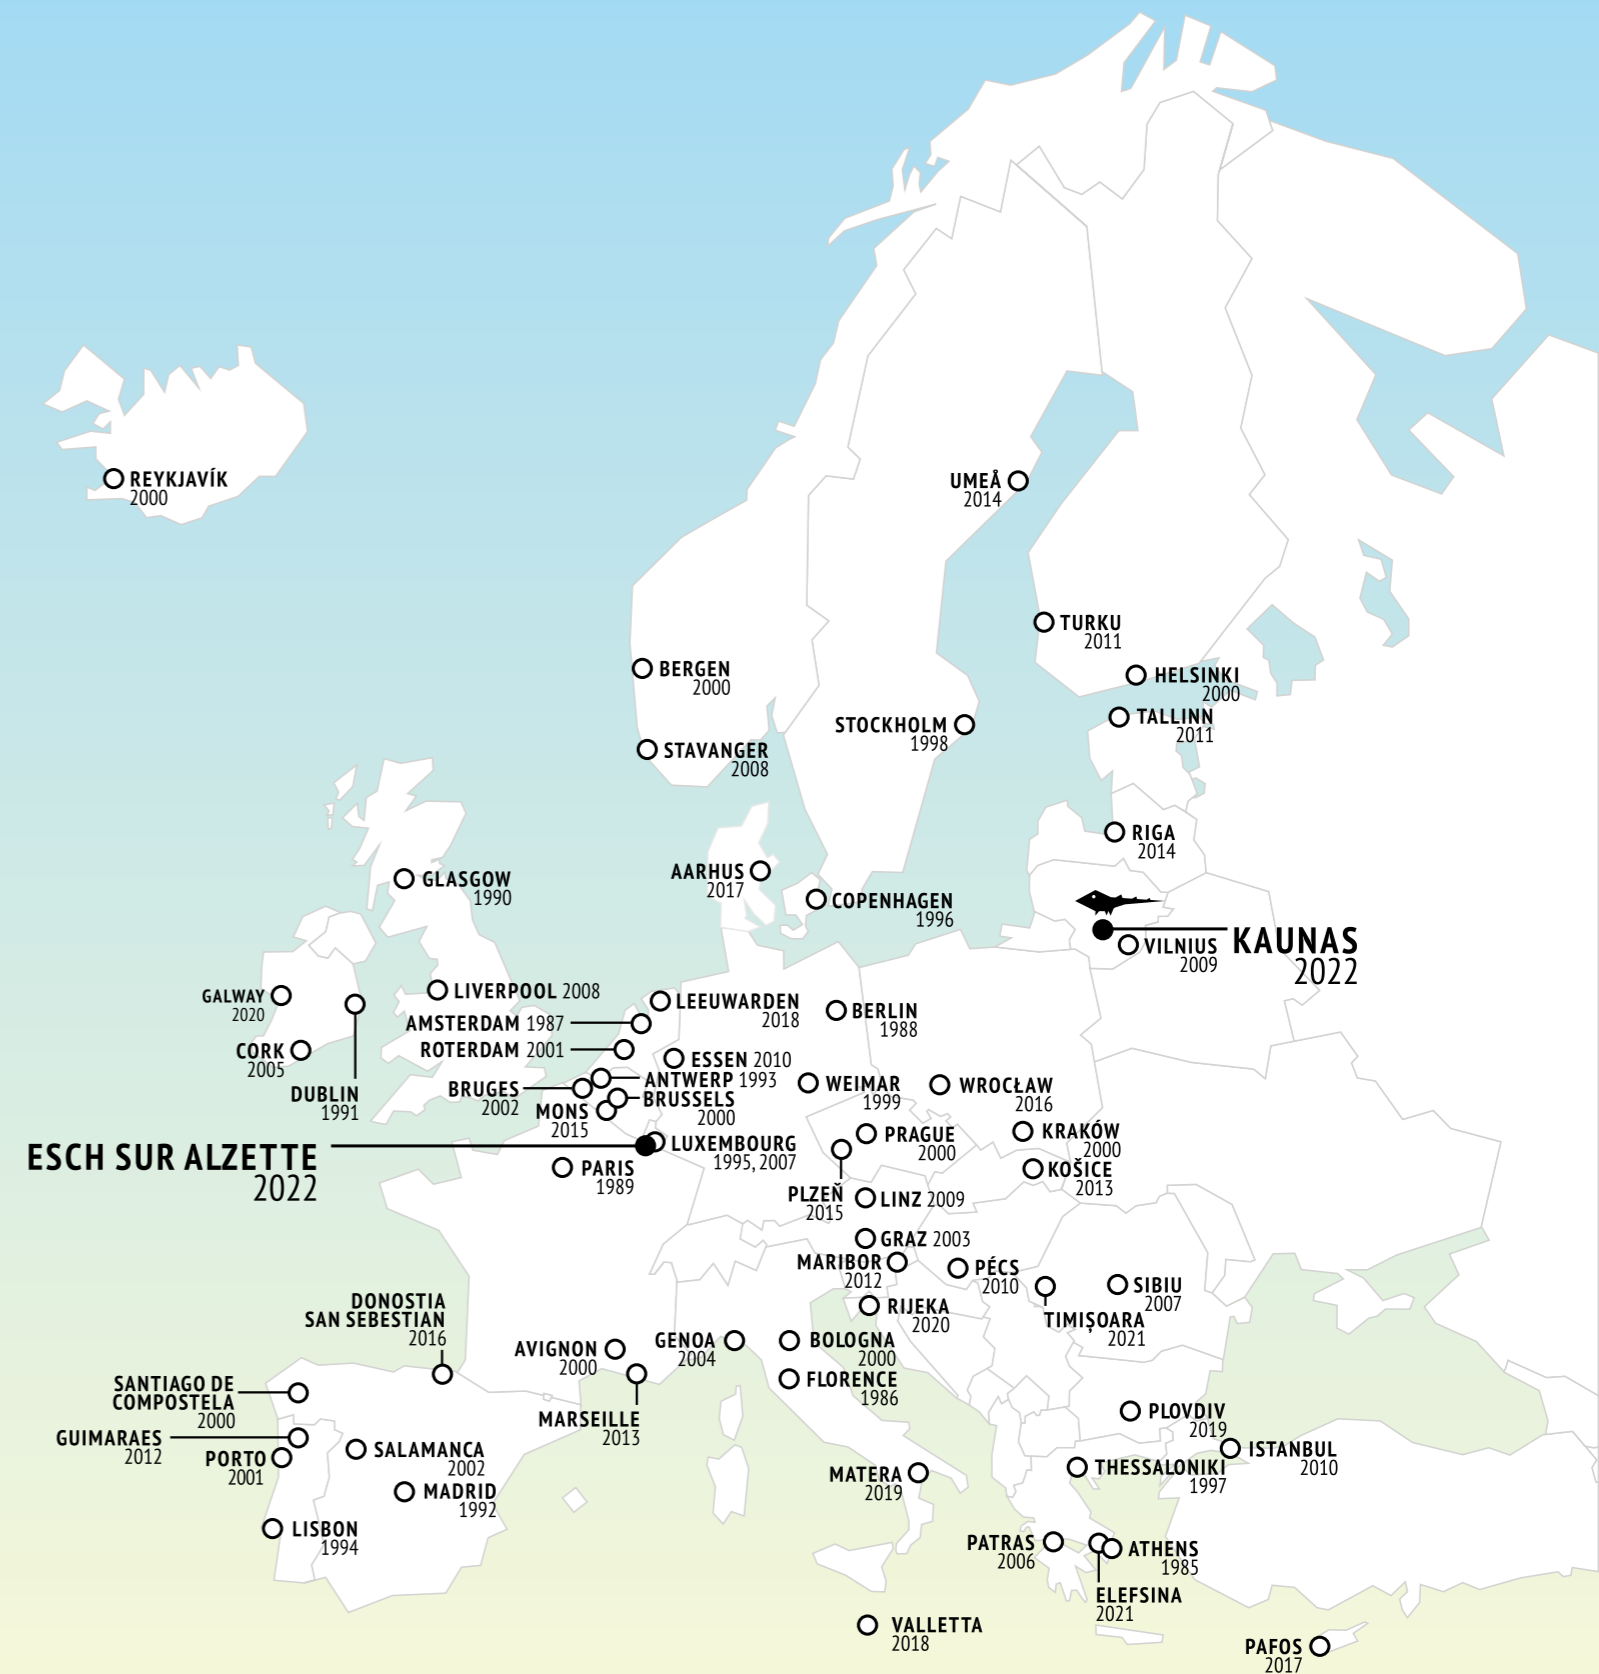 REYKJAVÍK
2000
UMEÅ
2014
TURKU
2011
BERGEN
2000
HELSINKI
2000
STOCKHOLM
1998
TALLINN
2011
STAVANGER
2008
RIGA
2014
AARHUS
2017
GLASGOW
1990
COPENHAGEN
1996
KAUNAS
2022
VILNIUS
2009
GALWAY
2020
LIVERPOOL 2008
LEEUWARDEN
2018
BERLIN
1988
AMSTERDAM 1987
ROTERDAM 2001
CORK
2005
ESSEN 2010
ANTWERP 1993
BRUGES
2002
BRUSSELS
2000
WEIMAR
1999
WROCŁAW
2016
DUBLIN
1991
MONS
2015
PRAGUE
2000
KRAKÓW
2000
ESCH SUR ALZETTE
2022
LUXEMBOURG
1995, 2007
PARIS
1989
KOŠICE
2013
PLZEŇ
2015
LINZ 2009
GRAZ 2003
MARIBOR
2012
PÉCS
2010
SIBIU
2007
DONOSTIA
SAN SEBESTIAN
2016
RIJEKA
2020
TIMIȘOARA
2021
AVIGNON
2000
GENOA
2004
BOLOGNA
2000
FLORENCE
1986
SANTIAGO DE
COMPOSTELA
2000
MARSEILLE
2013
PLOVDIV
2019
GUIMARAES
2012
PORTO
2001
SALAMANCA
2002
ISTANBUL
2010
MATERA
2019
THESSALONIKI
1997
MADRID
1992
LISBON
1994
PATRAS
2006
ATHENS
1985
ELEFSINA
2021
VALLETTA
2018
PAFOS
2017